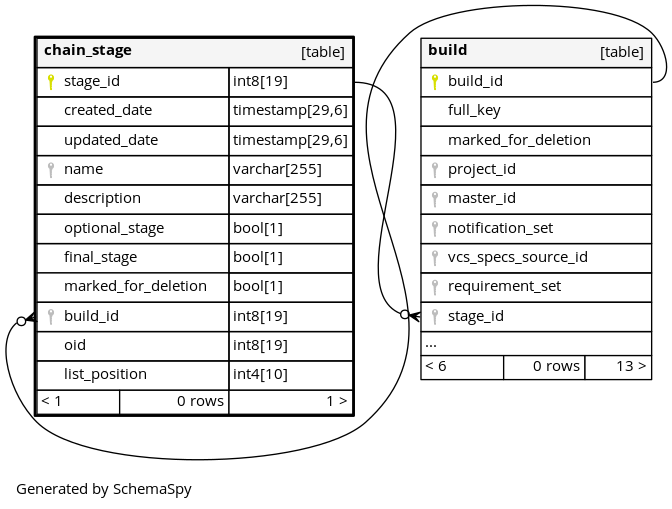 chain_stage [table]
stage_id int8[19]
created_date timestamp[29,6]
updated_date timestamp[29,6]
name varchar[255]
description varchar[255]
optional_stage bool[1]
final_stage bool[1]
marked_for_deletion bool[1]
build_id int8[19]
oid int8[19]
list_position int4[10]
< 1 0 rows 1 >
build [table]
build_id
full_key
marked_for_deletion
project_id
master_id
notification_set
vcs_specs_source_id
requirement_set
stage_id
...
< 6 0 rows 13 >
Generated by SchemaSpy